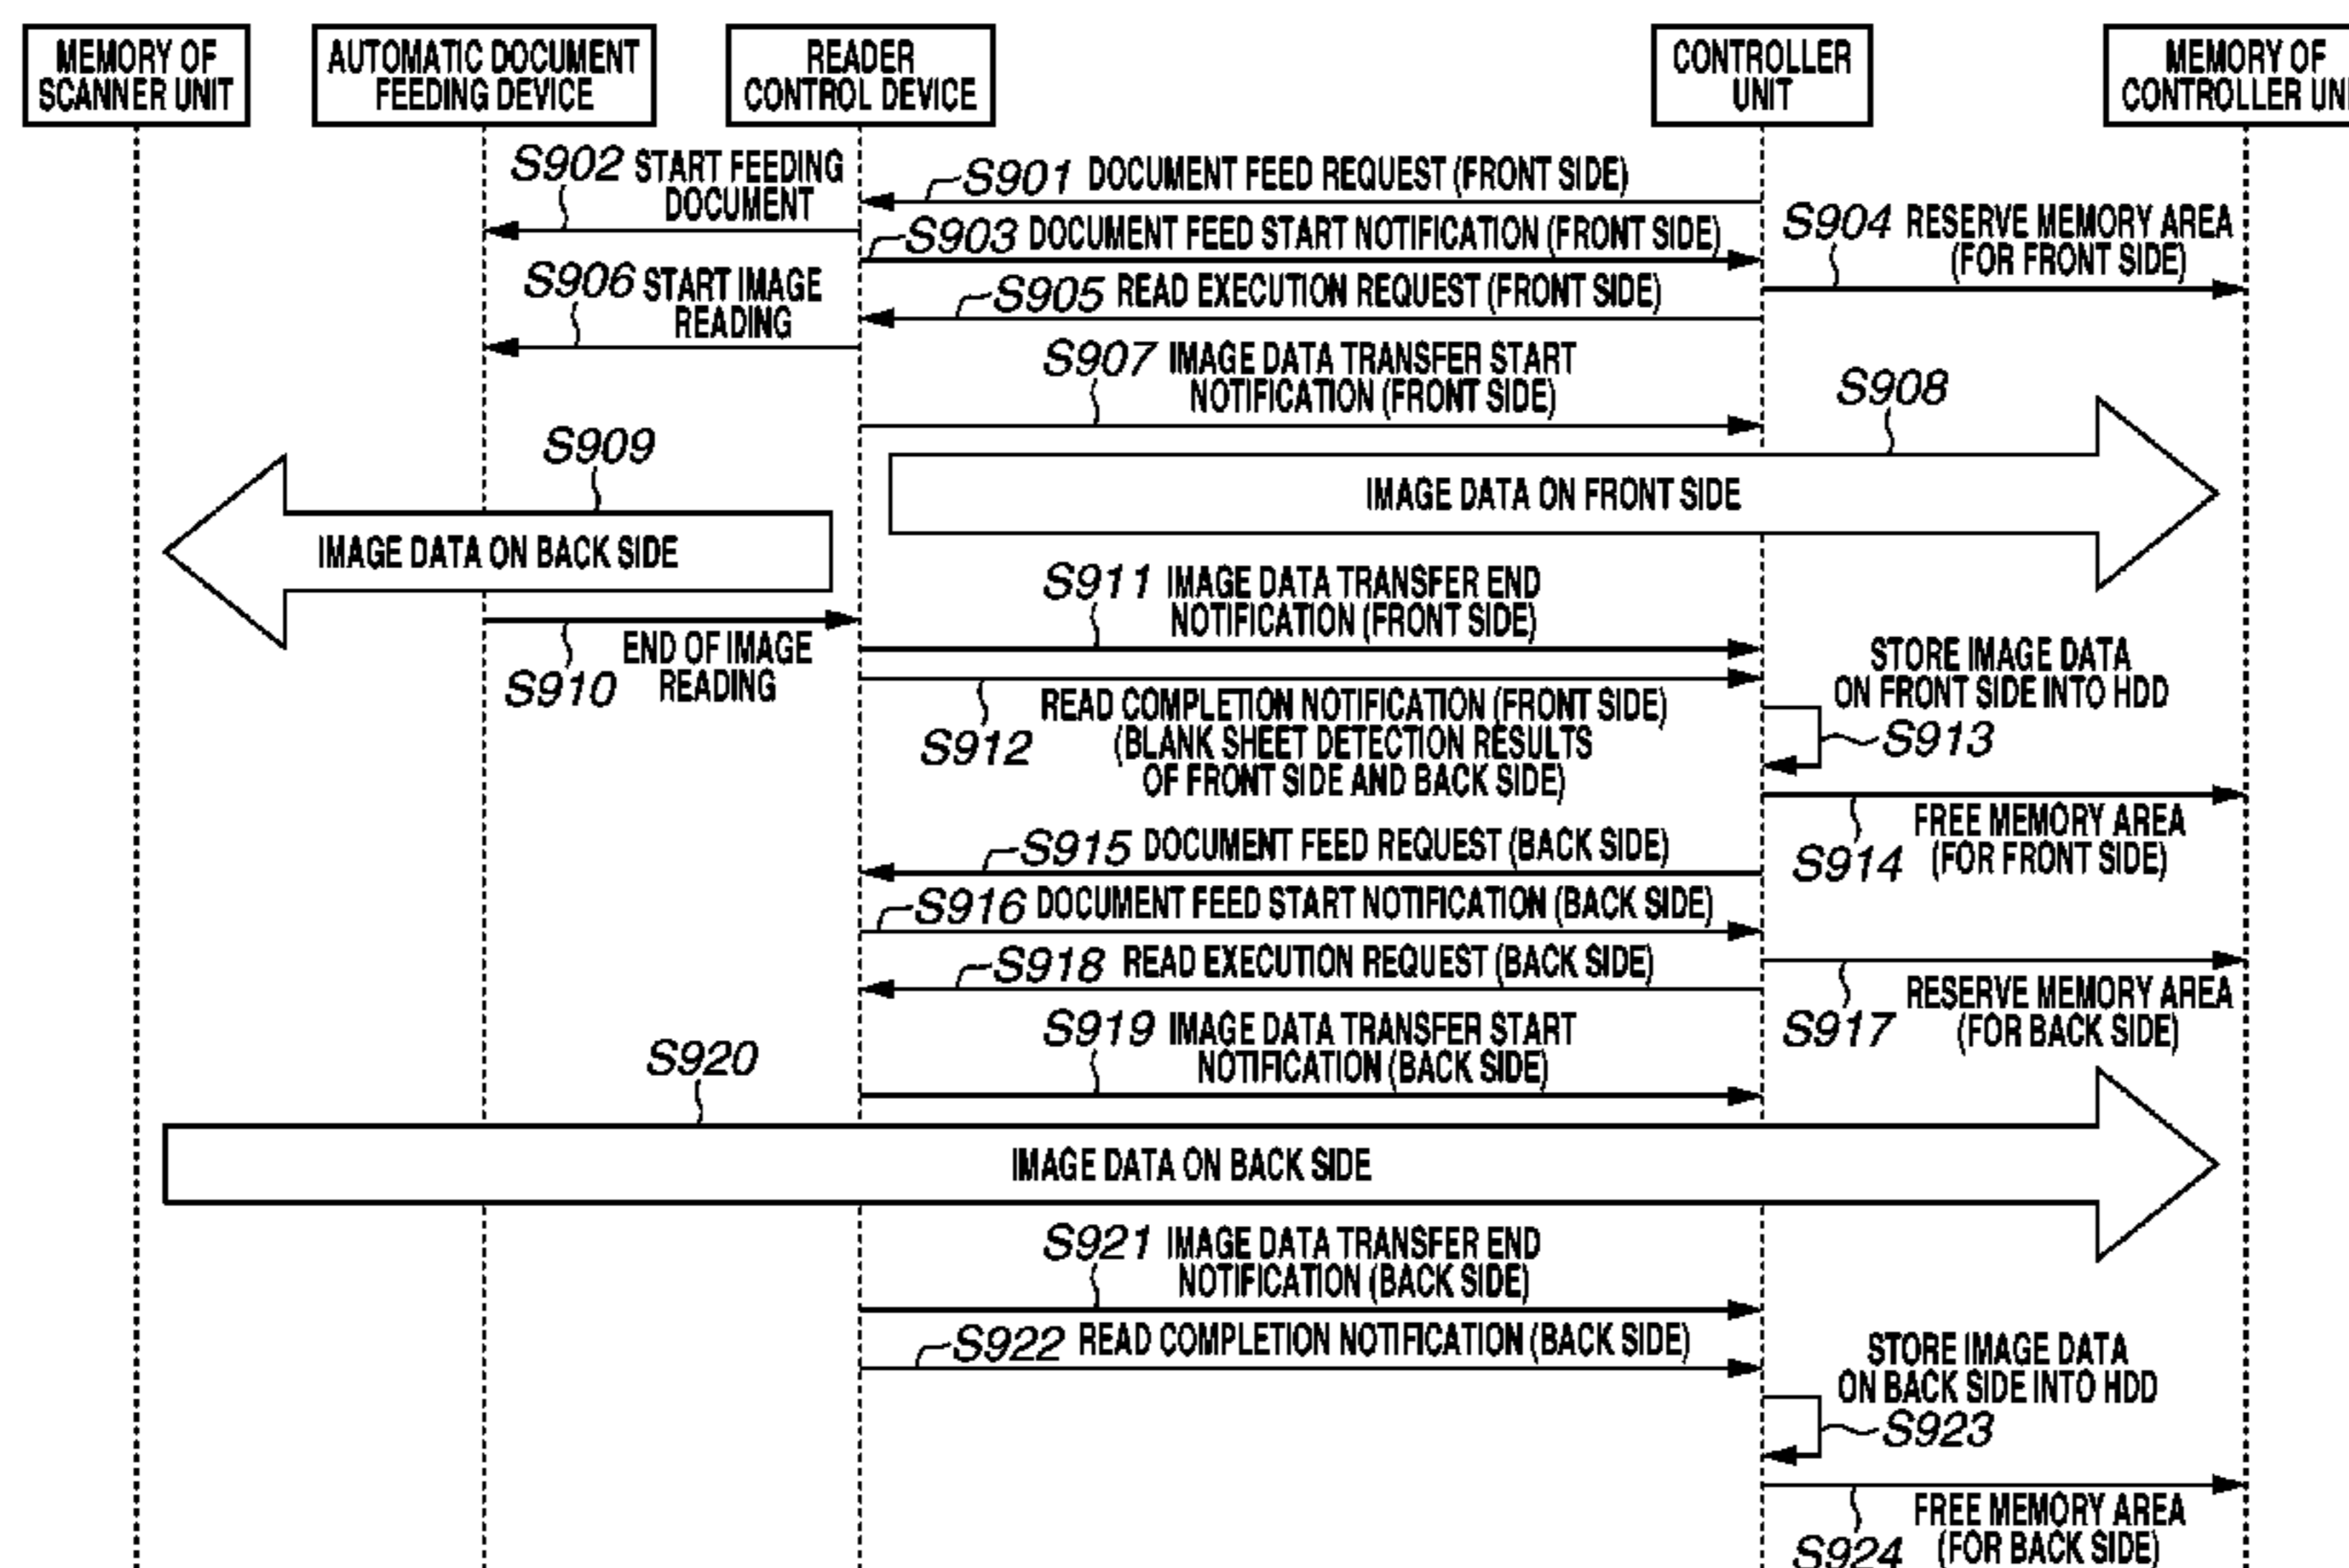 MEMORY OF
SCANNER UNIT
AUTOMATIC DOCUMENT
FEEDING DEVICE
READER
CONTROL DEVICE
CONTROLLER
UNIT
MEMORY OF
CONTROLLER UNI
S902 START FEEDING
DOCUMENT
S901 DOCUMENT FEED REQUEST (FRONT SIDE)
S903 DOCUMENT FEED START NOTIFICATION (FRONT SIDE)
S904 RESERVE MEMORY AREA
(FOR FRONT SIDE)
S906 START IMAGE
READING
S905 READ EXECUTION REQUEST (FRONT SIDE)
S907 IMAGE DATA TRANSFER START
NOTIFICATION (FRONT SIDE)
S908
IMAGE DATA ON FRONT SIDE
S909
IMAGE DATA ON BACK SIDE
S911 IMAGE DATA TRANSFER END
NOTIFICATION (FRONT SIDE)
S910 END OF IMAGE
READING
S912 READ COMPLETION NOTIFICATION (FRONT SIDE)
(BLANK SHEET DETECTION RESULTS
OF FRONT SIDE AND BACK SIDE)
STORE IMAGE DATA
ON FRONT SIDE INTO HDD
S913
S914 FREE MEMORY AREA
(FOR FRONT SIDE)
S915 DOCUMENT FEED REQUEST (BACK SIDE)
S916 DOCUMENT FEED START NOTIFICATION (BACK SIDE)
S918 READ EXECUTION REQUEST (BACK SIDE)
S917 RESERVE MEMORY AREA
(FOR BACK SIDE)
S919 IMAGE DATA TRANSFER START
NOTIFICATION (BACK SIDE)
S920
IMAGE DATA ON BACK SIDE
S921 IMAGE DATA TRANSFER END
NOTIFICATION (BACK SIDE)
S922 READ COMPLETION NOTIFICATION (BACK SIDE)
STORE IMAGE DATA
ON BACK SIDE INTO HDD
S923
S924 FREE MEMORY AREA
(FOR BACK SIDE)